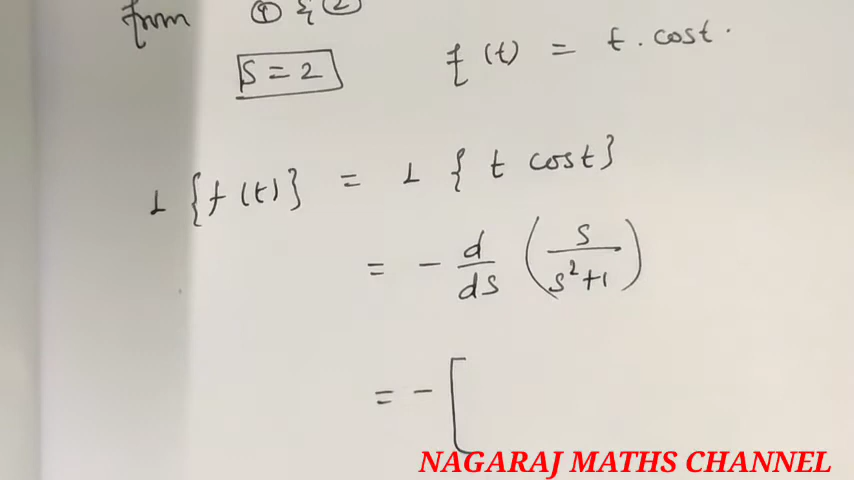 from ① & ②
S = 2 f(t) = t . cost .
L {f(t)} = L { t cost}
= - d/ds ( s/s²+1 )
= - [
NAGARAJ MATHS CHANNEL